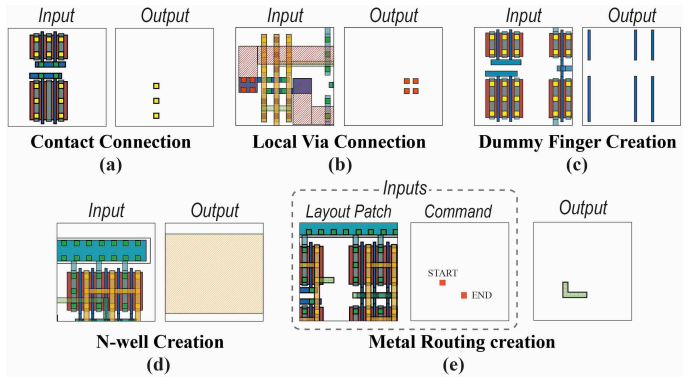 Input Output
Contact Connection
(a)
Input Output
Local Via Connection
(b)
Input Output
Dummy Finger Creation
(c)
Input Output
N-well Creation
(d)
Inputs
Layout Patch Command
START
END
Output
Metal Routing creation
(e)